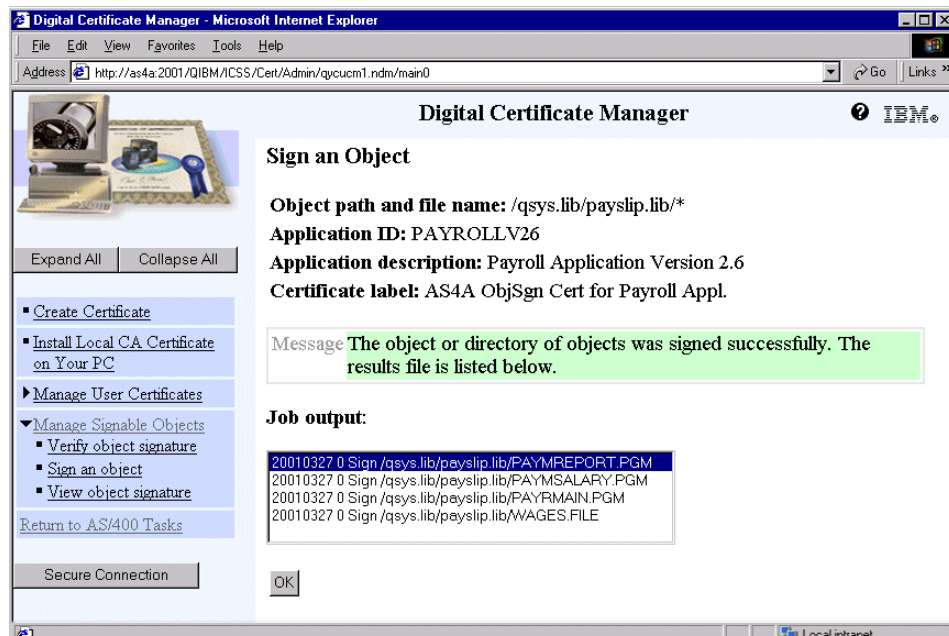 Digital Certificate Manager - Microsoft Internet Explorer
File Edit View Favorites Tools Help
Address http://as4a:2001/QIBM/ICSS/Cert/Admin/qycucm1.ndm/main0 Go Links »
Digital Certificate Manager
? IBM®
Expand All Collapse All
Create Certificate
Install Local CA Certificate
on Your PC
Manage User Certificates
Manage Signable Objects
Verify object signature
Sign an object
View object signature
Return to AS/400 Tasks
Secure Connection
Sign an Object
Object path and file name: /qsys.lib/payslip.lib/*
Application ID: PAYROLLV26
Application description: Payroll Application Version 2.6
Certificate label: AS4A ObjSgn Cert for Payroll Appl.
Message The object or directory of objects was signed successfully. The
results file is listed below.
Job output:
20010327 0 Sign /qsys.lib/payslip.lib/PAYMREPORT.PGM
20010327 0 Sign /qsys.lib/payslip.lib/PAYMSALARY.PGM
20010327 0 Sign /qsys.lib/payslip.lib/PAYRMAIN.PGM
20010327 0 Sign /qsys.lib/payslip.lib/WAGES.FILE
OK
Local intranet